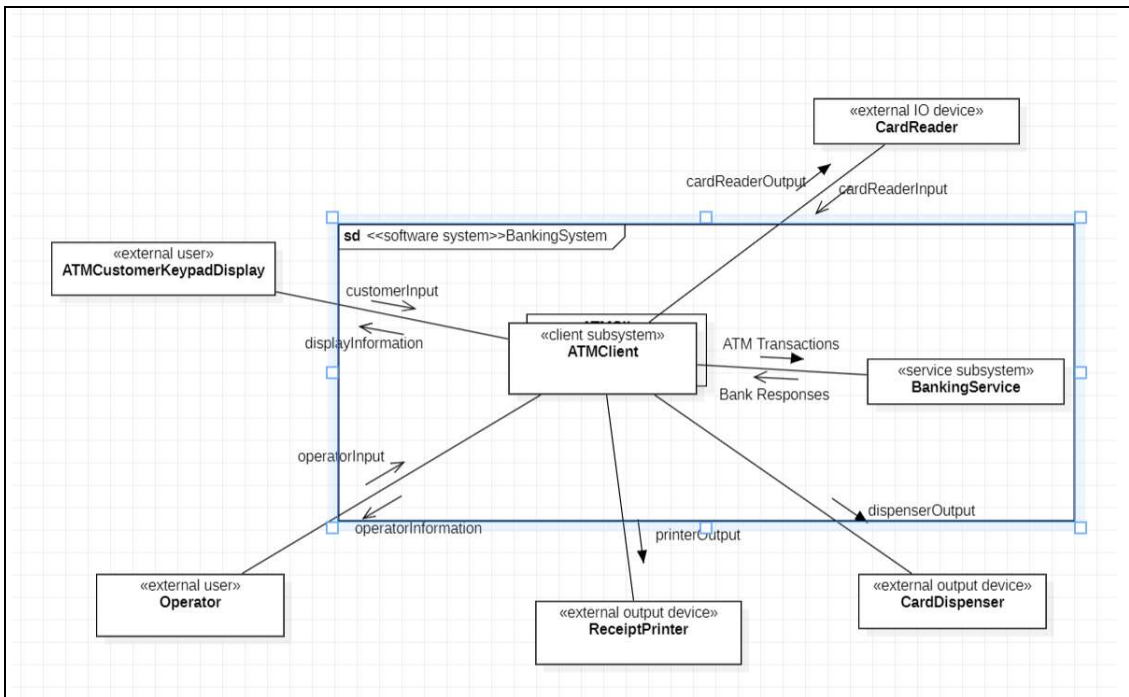 «external IO device»
CardReader
cardReaderOutput
cardReaderInput
sd <<software system>>BankingSystem
«external user»
ATMCustomerKeypadDisplay
customerInput
displayInformation
«client subsystem»
ATMClient
ATM Transactions
Bank Responses
«service subsystem»
BankingService
operatorInput
operatorInformation
printerOutput
dispenserOutput
«external user»
Operator
«external output device»
ReceiptPrinter
«external output device»
CardDispenser